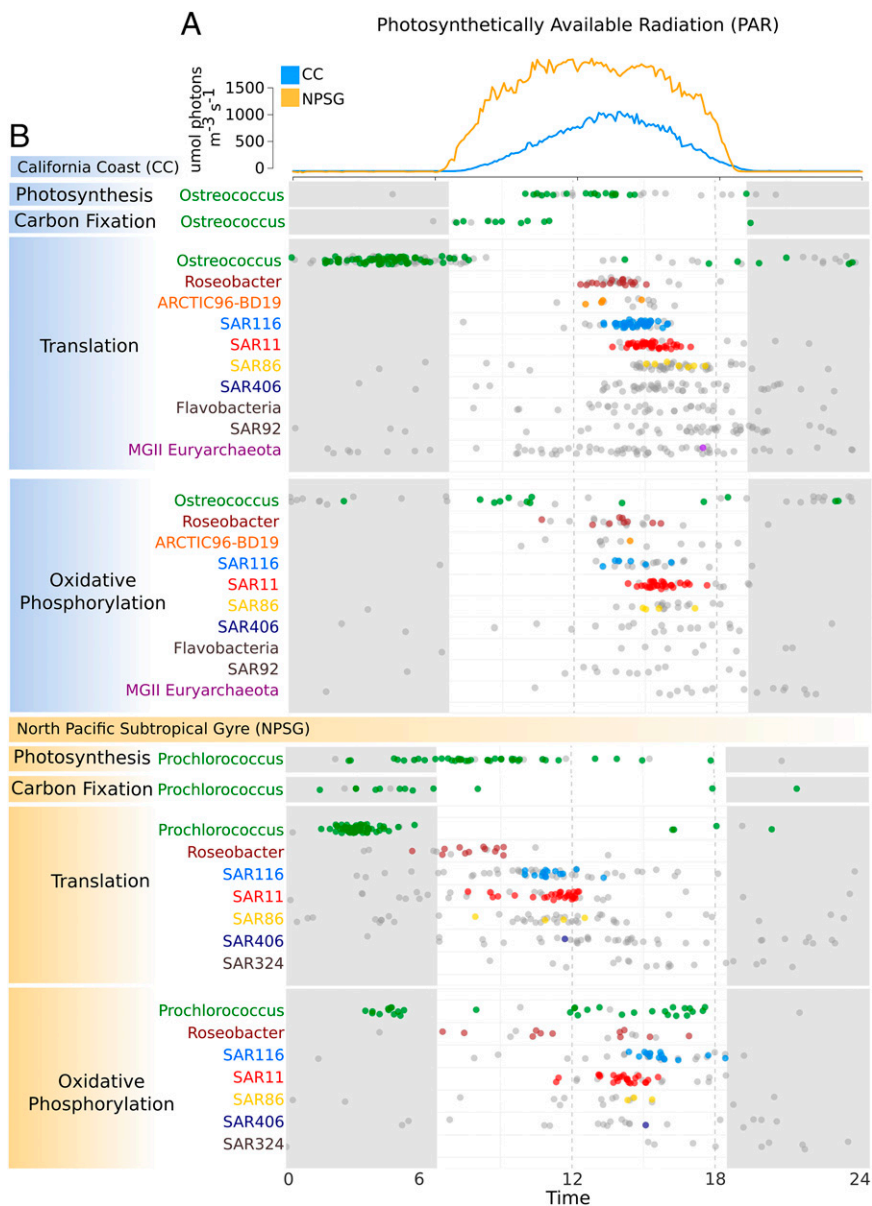 A
Photosynthetically Available Radiation (PAR)
umol photons
m⁻³ s⁻¹
1500
1000
500
0
CC
NPSG
B
California Coast (CC)
Photosynthesis Ostreococcus
Carbon Fixation Ostreococcus
Translation
Ostreococcus
Roseobacter
ARCTIC96-BD19
SAR116
SAR11
SAR86
SAR406
Flavobacteria
SAR92
MGII Euryarchaeota
Oxidative
Phosphorylation
Ostreococcus
Roseobacter
ARCTIC96-BD19
SAR116
SAR11
SAR86
SAR406
Flavobacteria
SAR92
MGII Euryarchaeota
North Pacific Subtropical Gyre (NPSG)
Photosynthesis Prochlorococcus
Carbon Fixation Prochlorococcus
Translation
Prochlorococcus
Roseobacter
SAR116
SAR11
SAR86
SAR406
SAR324
Oxidative
Phosphorylation
Prochlorococcus
Roseobacter
SAR116
SAR11
SAR86
SAR406
SAR324
0 6 12 18 24
Time